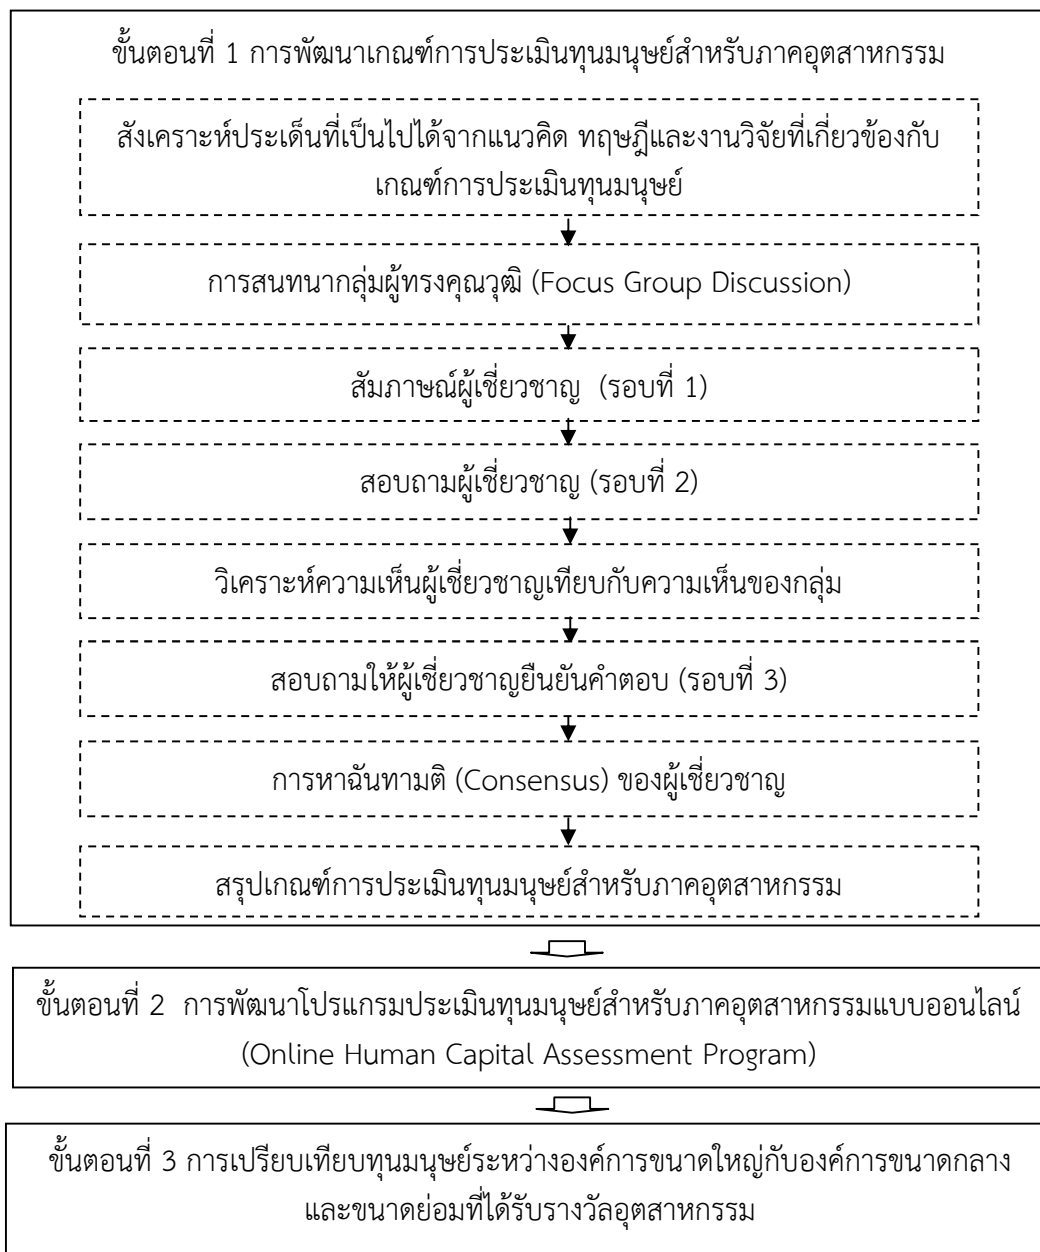 ขั้นตอนที่ 1 การพัฒนาเกณฑ์การประเมินทุนมนุษย์สำหรับภาคอุตสาหกรรม
สังเคราะห์ประเด็นที่เป็นไปได้จากแนวคิด ทฤษฎีและงานวิจัยที่เกี่ยวข้องกับ
เกณฑ์การประเมินทุนมนุษย์
การสนทนากลุ่มผู้ทรงคุณวุฒิ (Focus Group Discussion)
สัมภาษณ์ผู้เชี่ยวชาญ (รอบที่ 1)
สอบถามผู้เชี่ยวชาญ (รอบที่ 2)
วิเคราะห์ความเห็นผู้เชี่ยวชาญเทียบกับความเห็นของกลุ่ม
สอบถามให้ผู้เชี่ยวชาญยืนยันคำตอบ (รอบที่ 3)
การหาฉันทามติ (Consensus) ของผู้เชี่ยวชาญ
สรุปเกณฑ์การประเมินทุนมนุษย์สำหรับภาคอุตสาหกรรม
ขั้นตอนที่ 2 การพัฒนาโปรแกรมประเมินทุนมนุษย์สำหรับภาคอุตสาหกรรมแบบออนไลน์
(Online Human Capital Assessment Program)
ขั้นตอนที่ 3 การเปรียบเทียบทุนมนุษย์ระหว่างองค์การขนาดใหญ่กับองค์การขนาดกลาง
และขนาดย่อมที่ได้รับรางวัลอุตสาหกรรม